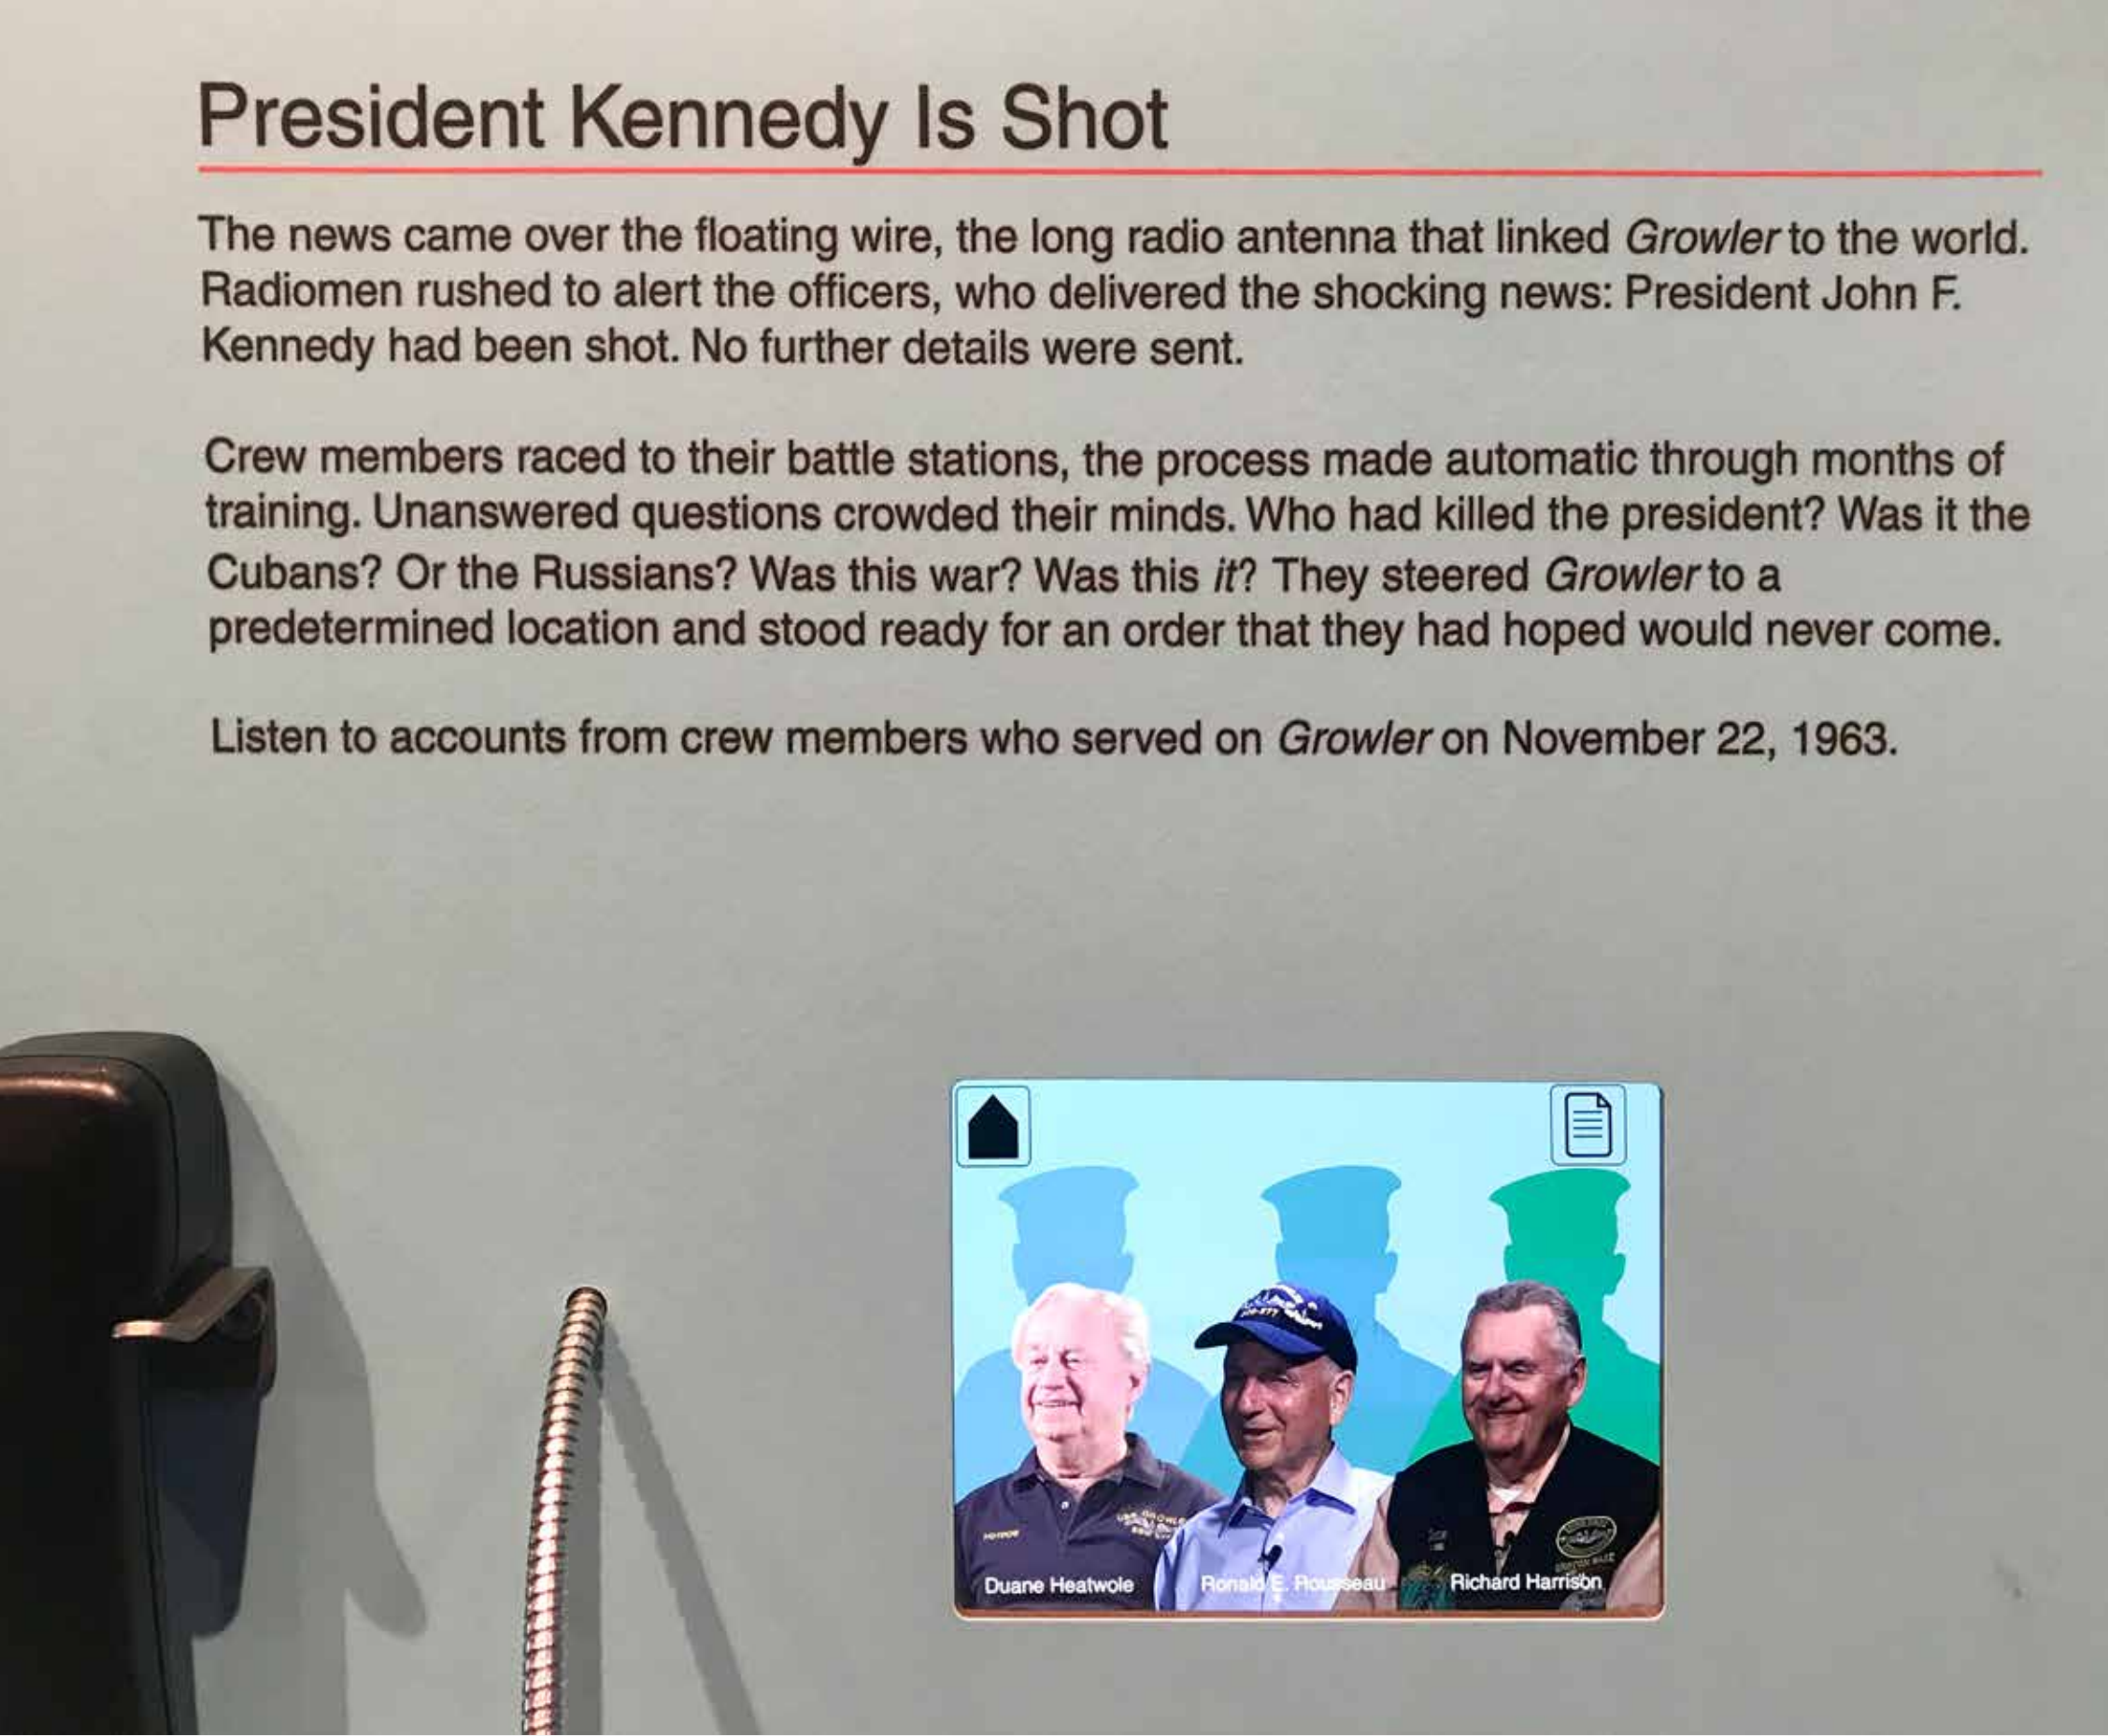 President Kennedy Is Shot
The news came over the floating wire, the long radio antenna that linked Growler to the world.
Radiomen rushed to alert the officers, who delivered the shocking news: President John F.
Kennedy had been shot. No further details were sent.
Crew members raced to their battle stations, the process made automatic through months of
training. Unanswered questions crowded their minds. Who had killed the president? Was it the
Cubans? Or the Russians? Was this war? Was this it? They steered Growler to a
predetermined location and stood ready for an order that they had hoped would never come.
Listen to accounts from crew members who served on Growler on November 22, 1963.
Duane Heatwole
Ronald E. Rousseau
Richard Harrison